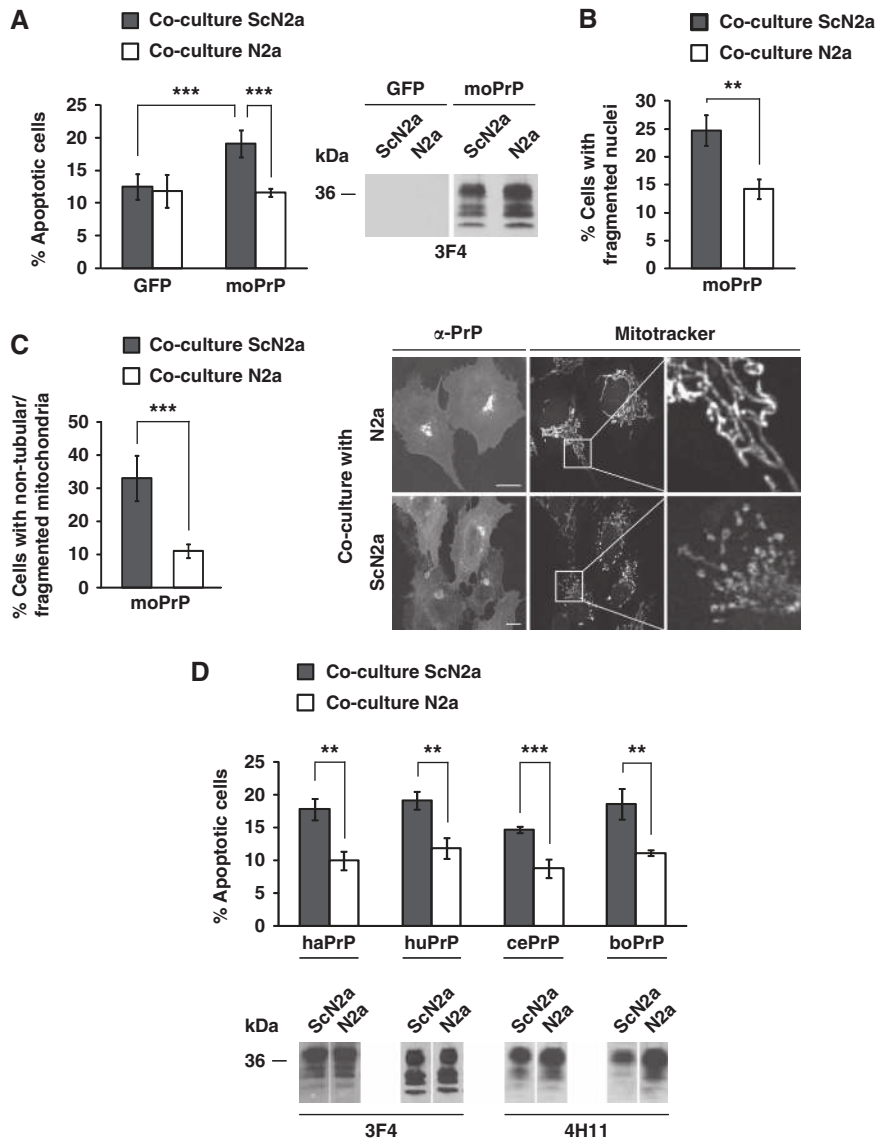 A
Co-culture ScN2a
Co-culture N2a
% Apoptotic cells
25
20
15
10
5
0
***
***
GFP
moPrP
GFP
moPrP
ScN2a
N2a
ScN2a
N2a
kDa
36
3F4
B
Co-culture ScN2a
Co-culture N2a
% Cells with
fragmented nuclei
30
25
20
15
10
5
0
**
moPrP
C
Co-culture ScN2a
Co-culture N2a
% Cells with non-tubular/
fragmented mitochondria
50
40
30
20
10
0
***
moPrP
α-PrP
Mitotracker
Co-culture with
N2a
ScN2a
D
Co-culture ScN2a
Co-culture N2a
% Apoptotic cells
25
20
15
10
5
0
**
**
***
**
haPrP
huPrP
cePrP
boPrP
ScN2a
N2a
ScN2a
N2a
ScN2a
N2a
ScN2a
N2a
kDa
36
3F4
4H11